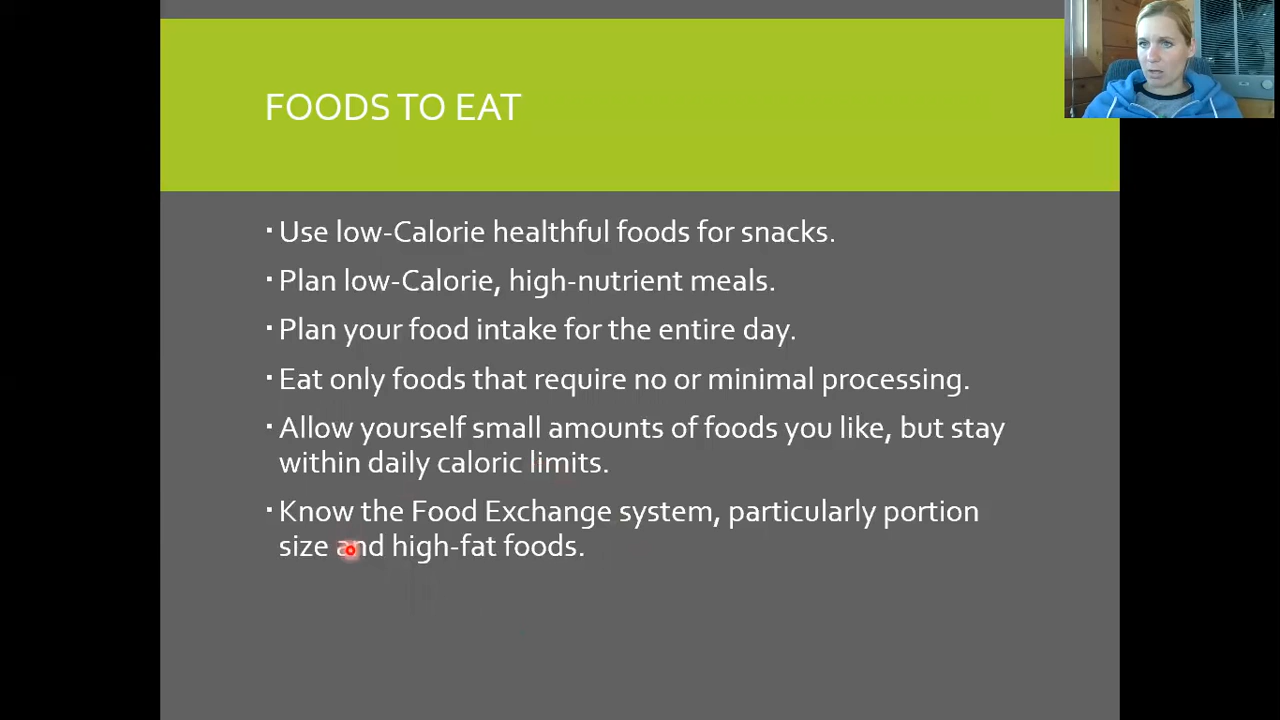 FOODS TO EAT
▪ Use low-Calorie healthful foods for snacks.
▪ Plan low-Calorie, high-nutrient meals.
▪ Plan your food intake for the entire day.
▪ Eat only foods that require no or minimal processing.
▪ Allow yourself small amounts of foods you like, but stay
within daily caloric limits.
▪ Know the Food Exchange system, particularly portion
size and high-fat foods.